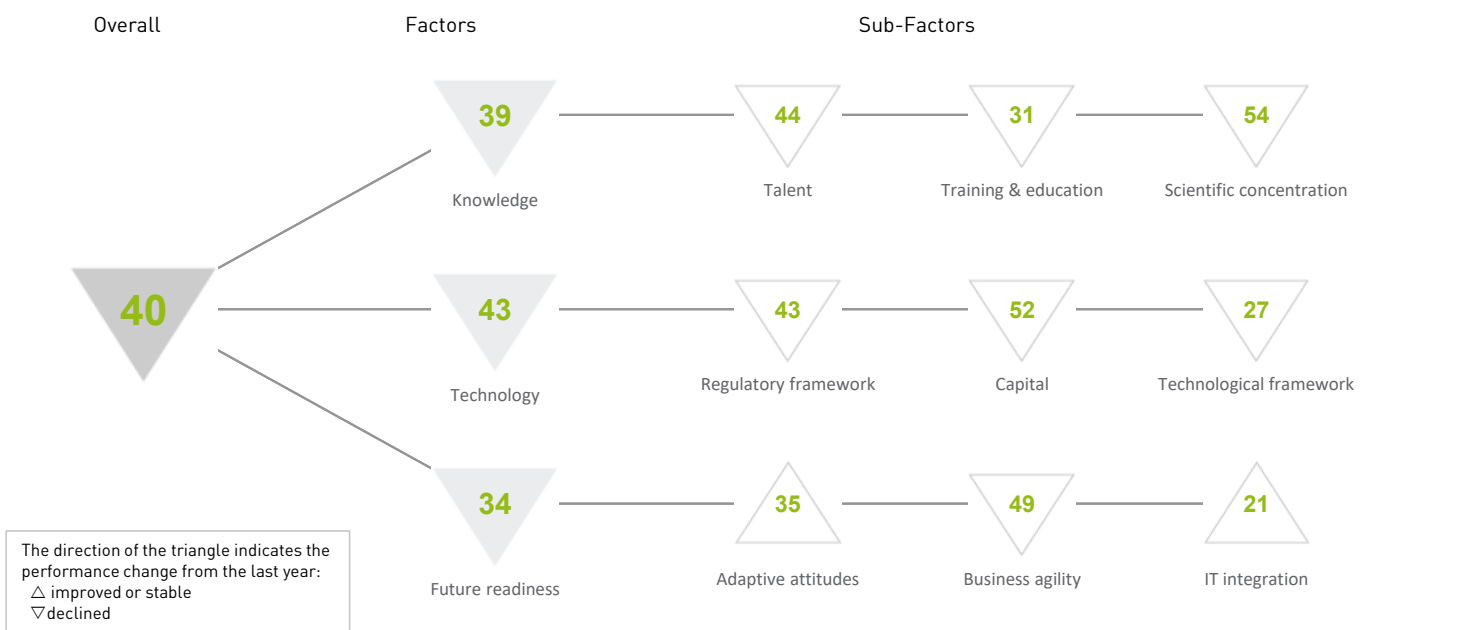 Overall Factors Sub-Factors
39 44 31 54
Knowledge Talent Training & education Scientific concentration
40 43 43 52 27
Technology Regulatory framework Capital Technological framework
34 35 49 21
Future readiness Adaptive attitudes Business agility IT integration
The direction of the triangle indicates the
performance change from the last year:
△ improved or stable
▽ declined